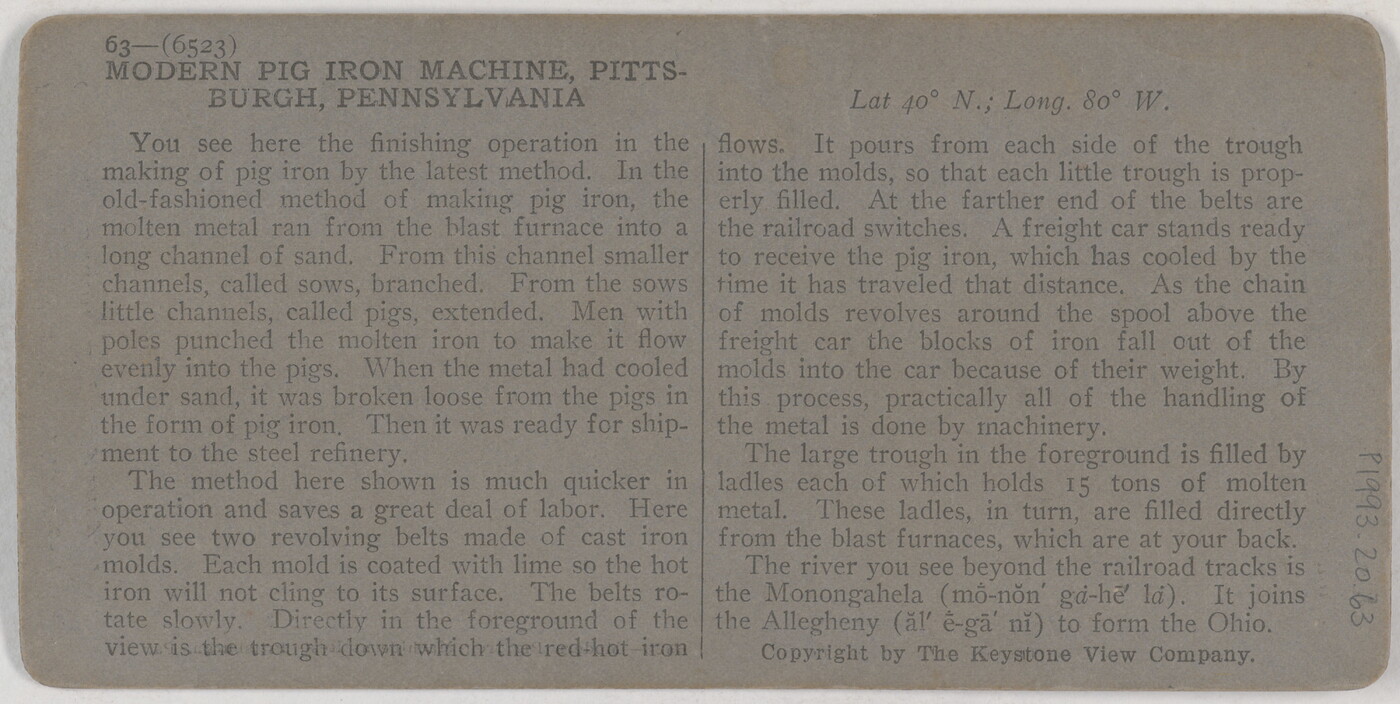 63—(6523)
MODERN PIG IRON MACHINE, PITTS-
BURGH, PENNSYLVANIA
You see here the finishing operation in the
making of pig iron by the latest method. In the
old-fashioned method of making pig iron, the
molten metal ran from the blast furnace into a
long channel of sand. From this channel smaller
channels, called sows, branched. From the sows
little channels, called pigs, extended. Men with
poles punched the molten iron to make it flow
evenly into the pigs. When the metal had cooled
under sand, it was broken loose from the pigs in
the form of pig iron. Then it was ready for ship-
ment to the steel refinery.
The method here shown is much quicker in
operation and saves a great deal of labor. Here
you see two revolving belts made of cast iron
molds. Each mold is coated with lime so the hot
iron will not cling to its surface. The belts ro-
tate slowly. Directly in the foreground of the
view is the trough down which the red-hot iron
Lat 40° N.; Long. 80° W.
flows. It pours from each side of the trough
into the molds, so that each little trough is prop-
erly filled. At the farther end of the belts are
the railroad switches. A freight car stands ready
to receive the pig iron, which has cooled by the
time it has traveled that distance. As the chain
of molds revolves around the spool above the
freight car the blocks of iron fall out of the
molds into the car because of their weight. By
this process, practically all of the handling of
the metal is done by machinery.
The large trough in the foreground is filled by
ladles each of which holds 15 tons of molten
metal. These ladles, in turn, are filled directly
from the blast furnaces, which are at your back.
The river you see beyond the railroad tracks is
the Monongahela (mô-nŏn′ gȧ-hē′ lȧ). It joins
the Allegheny (ăl′ ê-gā′ nĭ) to form the Ohio.
Copyright by The Keystone View Company.
P1993.20.63